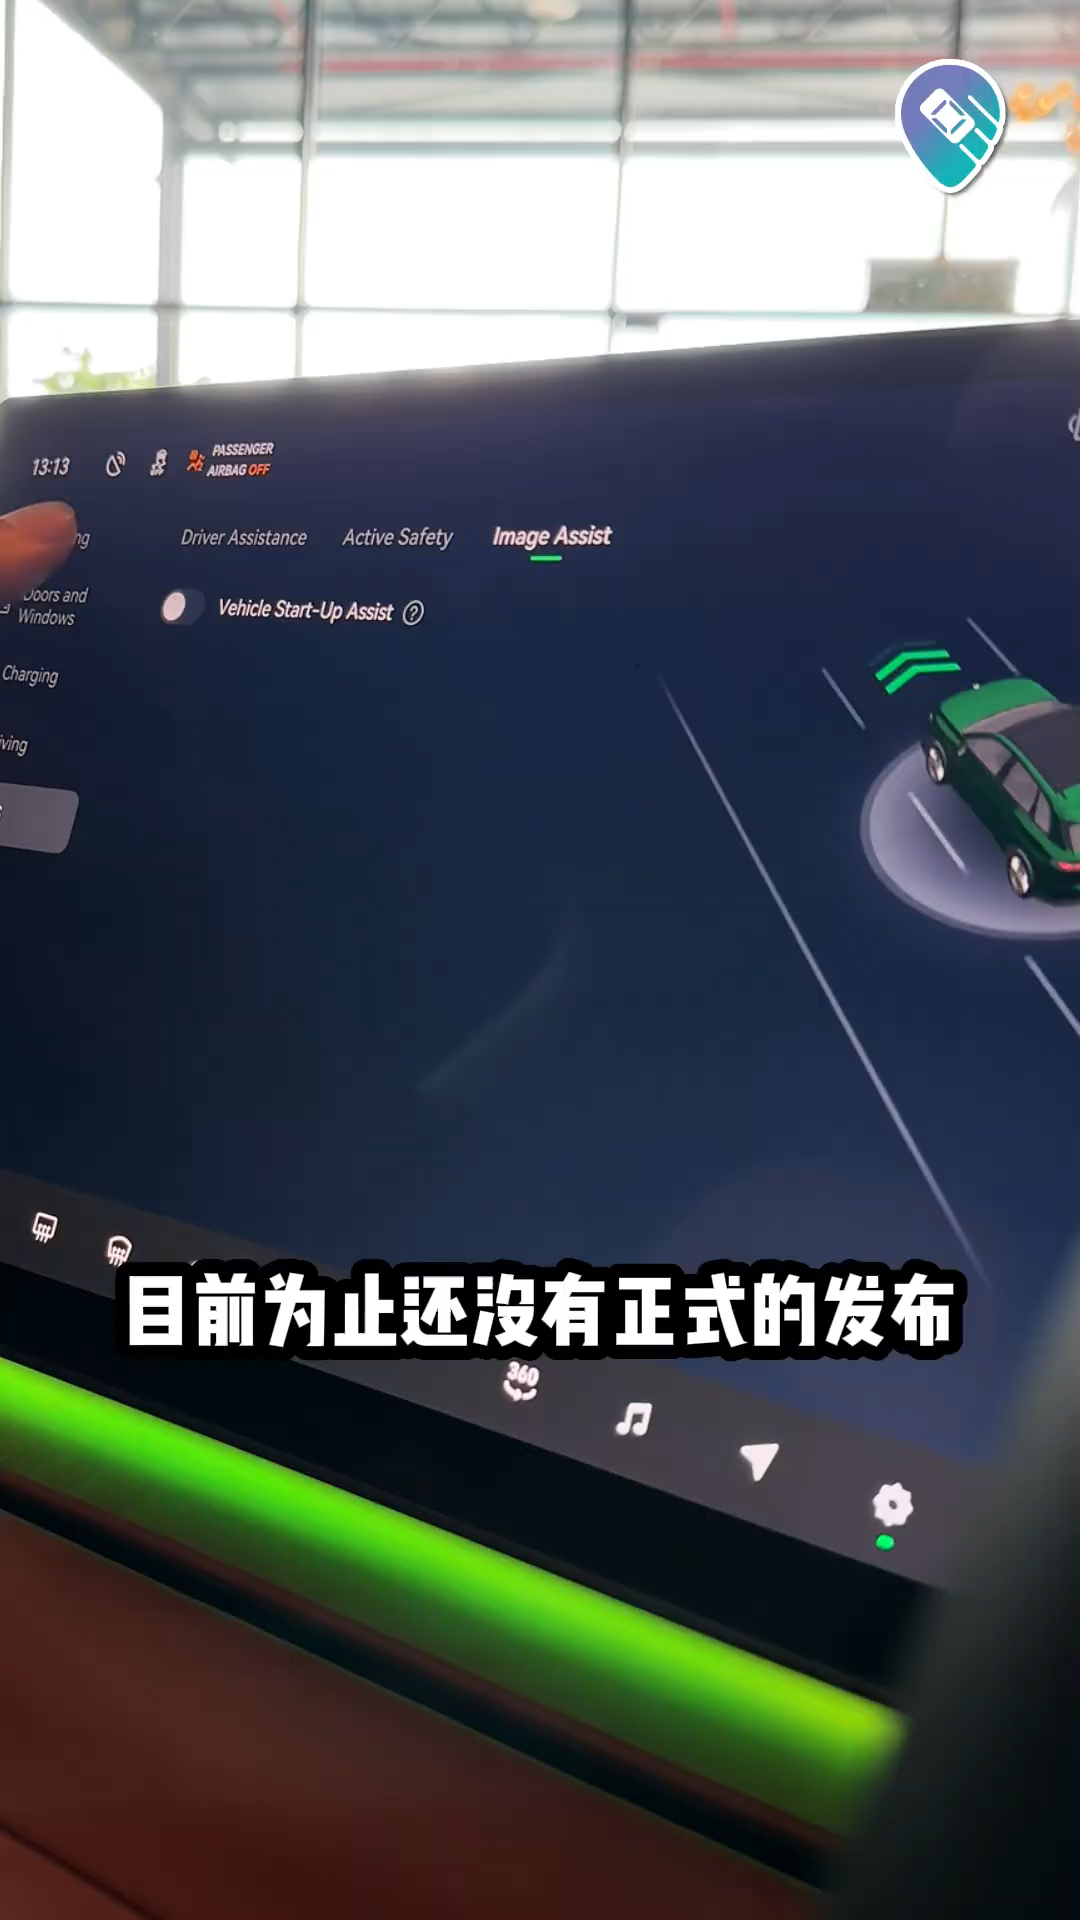 13:13
PASSENGER
AIRBAG OFF
Driver Assistance
Active Safety
Image Assist
Doors and
Windows
Vehicle Start-Up Assist ?
Charging
目前为止还没有正式的发布
360